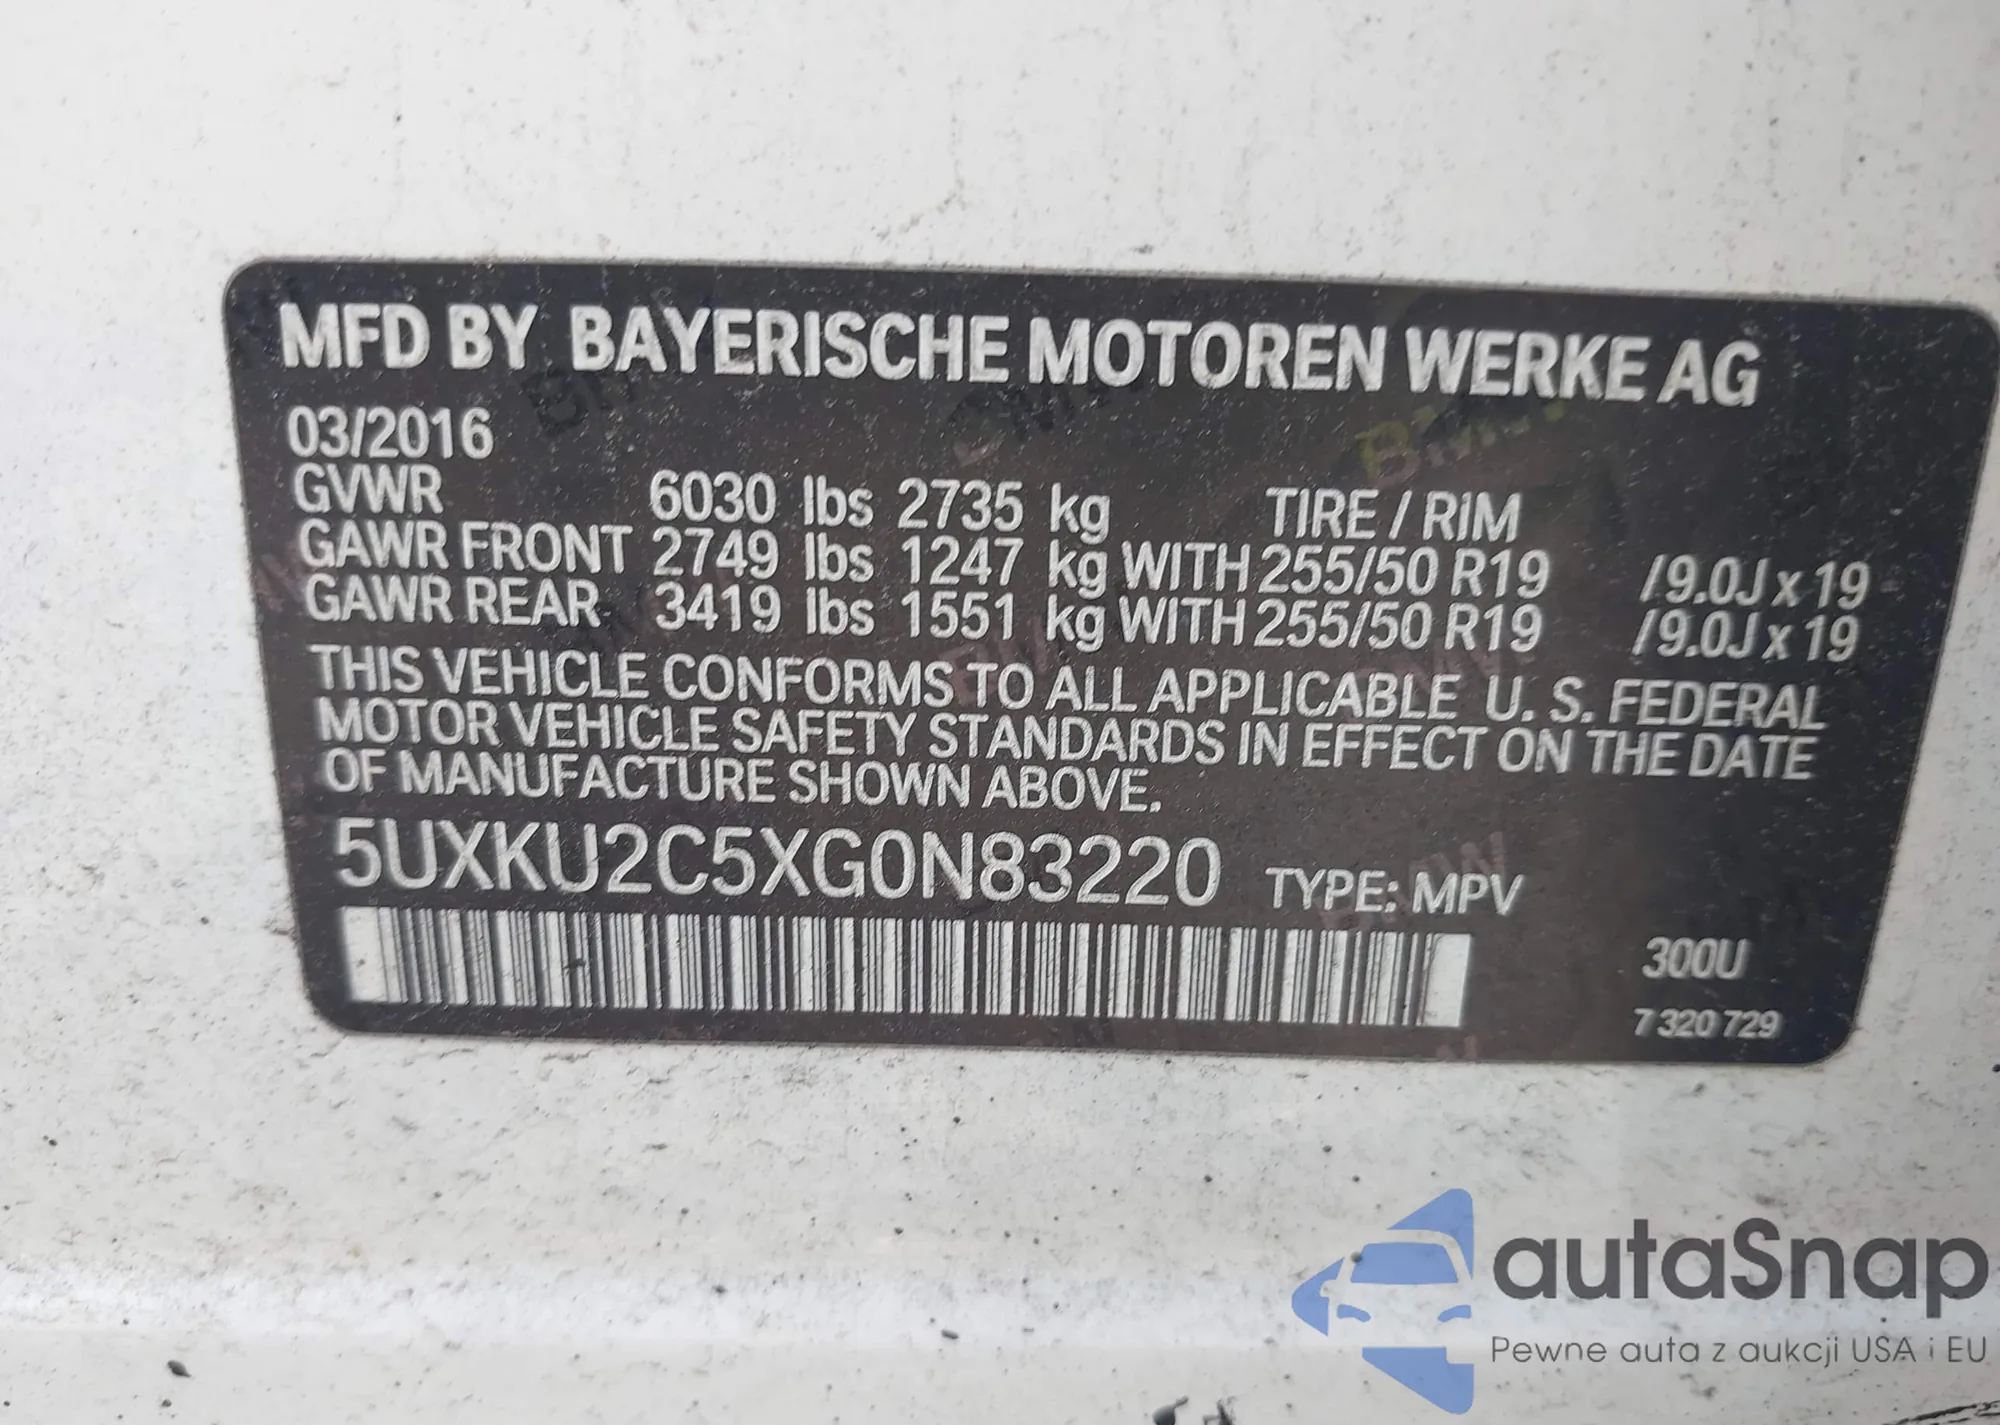 MFD BY BAYERISCHE MOTOREN WERKE AG
03/2016
GVWR 6030 lbs 2735 kg TIRE / RIM
GAWR FRONT 2749 lbs 1247 kg WITH 255/50 R19 /9.0J x 19
GAWR REAR 3419 lbs 1551 kg WITH 255/50 R19 /9.0J x 19
THIS VEHICLE CONFORMS TO ALL APPLICABLE U. S. FEDERAL
MOTOR VEHICLE SAFETY STANDARDS IN EFFECT ON THE DATE
OF MANUFACTURE SHOWN ABOVE.
5UXKU2C5XG0N83220 TYPE: MPV
300U
7 320 729
autaSnap
Pewne auta z aukcji USA i EU